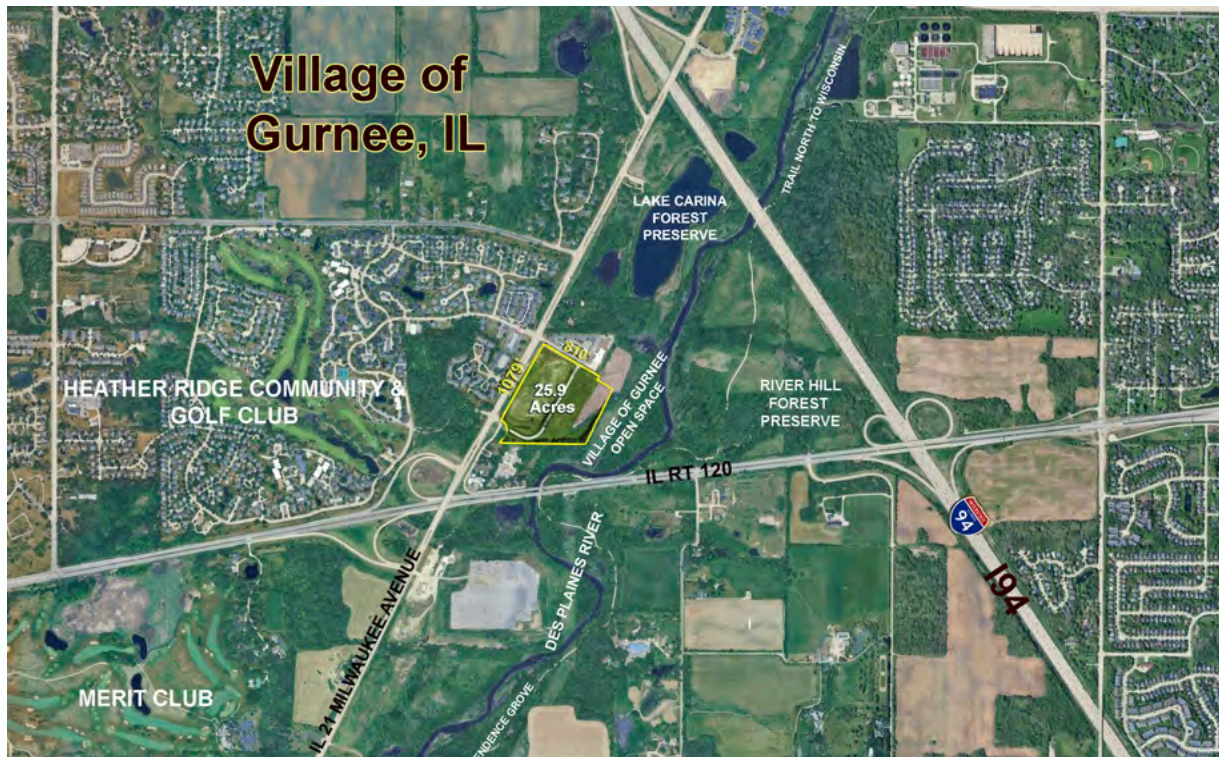 Village of
Gurnee, IL
TRAIL NORTH TO WISCONSIN
LAKE CARINA
FOREST
PRESERVE
810'
1079'
25.9
Acres
HEATHER RIDGE COMMUNITY &
GOLF CLUB
VILLAGE OF GURNEE
OPEN SPACE
RIVER HILL
FOREST
PRESERVE
IL RT 120
94
I94
DES PLAINES RIVER
IL 21 MILWAUKEE AVENUE
MERIT CLUB
ENDENCE GROVE